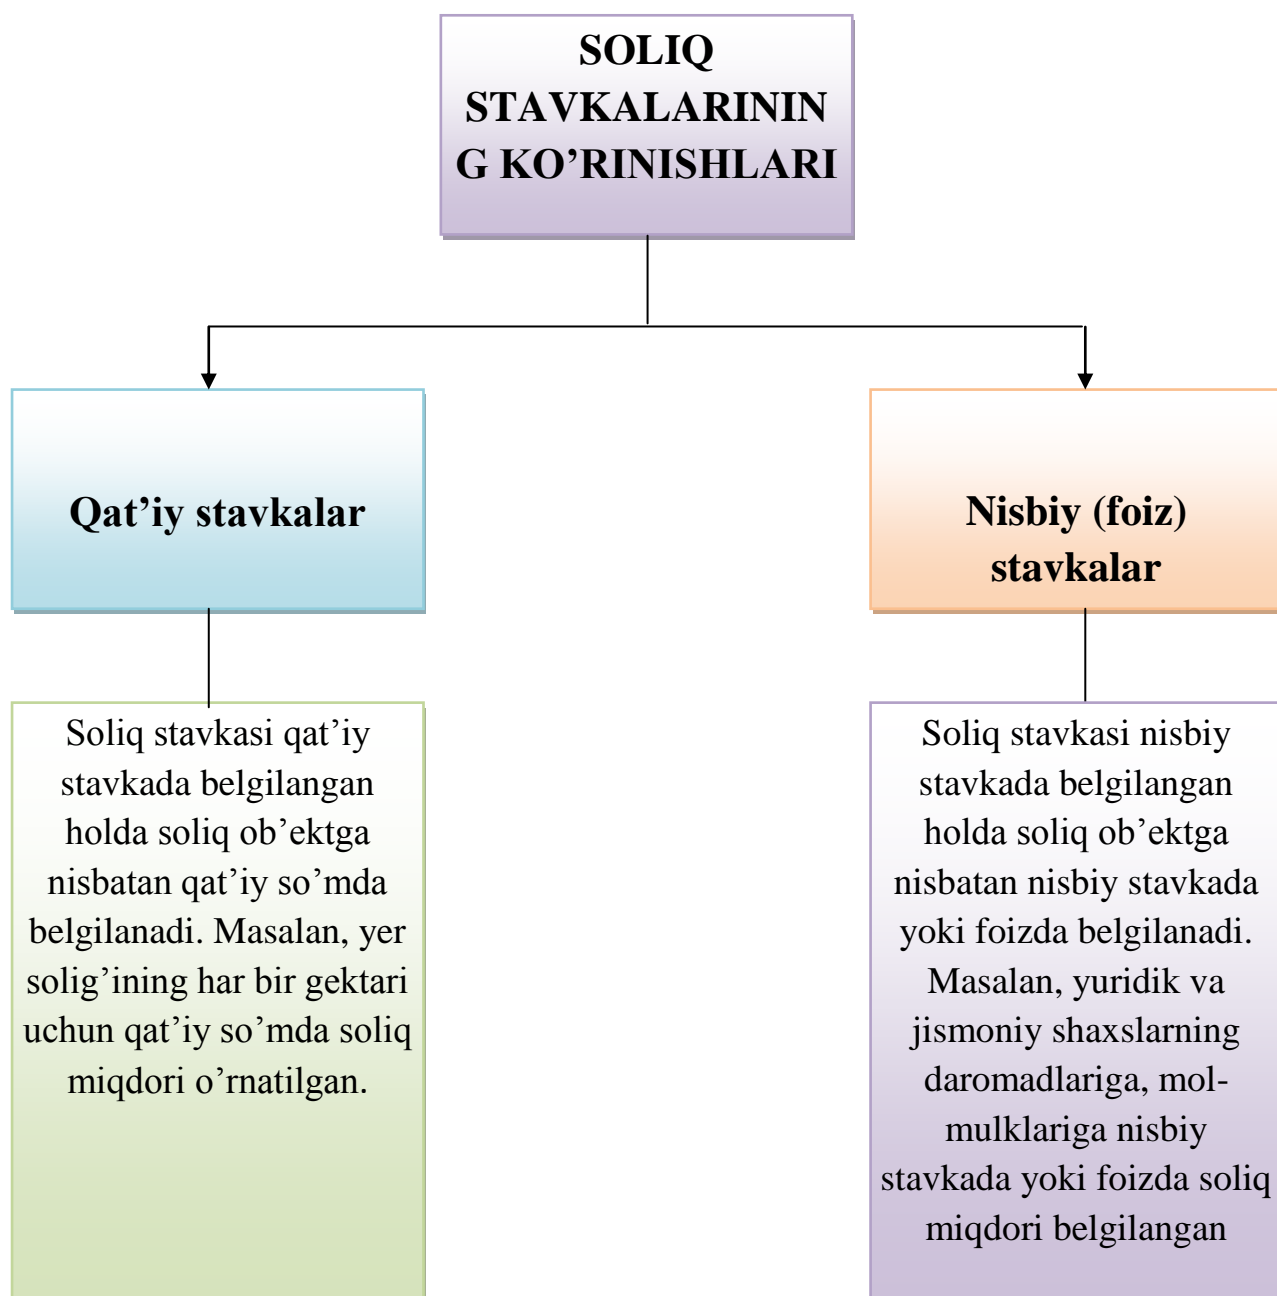 SOLIQ
STAVKALARININ
G KO’RINISHLARI
Qat’iy stavkalar
Nisbiy (foiz)
stavkalar
Soliq stavkasi qat’iy
stavkada belgilangan
holda soliq ob’ektga
nisbatan qat’iy so’mda
belgilanadi. Masalan, yer
solig’ining har bir gektari
uchun qat’iy so’mda soliq
miqdori o’rnatilgan.
Soliq stavkasi nisbiy
stavkada belgilangan
holda soliq ob’ektga
nisbatan nisbiy stavkada
yoki foizda belgilanadi.
Masalan, yuridik va
jismoniy shaxslarning
daromadlariga, mol-
mulklariga nisbiy
stavkada yoki foizda soliq
miqdori belgilangan